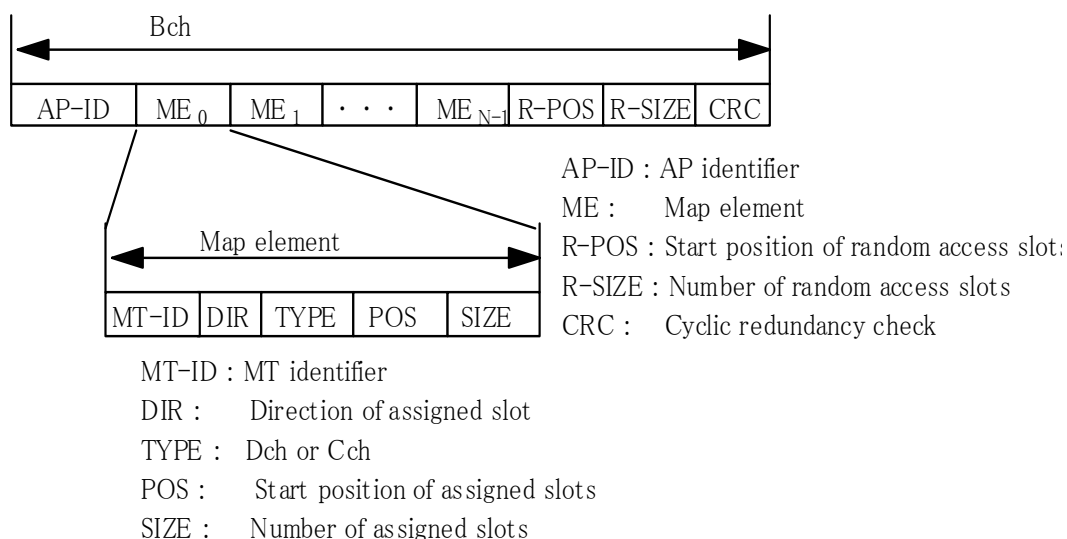 Bch
AP-ID ME 0 ME 1 · · · ME N-1 R-POS R-SIZE CRC
Map element
MT-ID DIR TYPE POS SIZE
AP-ID : AP identifier
ME : Map element
R-POS : Start position of random access slots
R-SIZE : Number of random access slots
CRC : Cyclic redundancy check
MT-ID : MT identifier
DIR : Direction of assigned slot
TYPE : Dch or Cch
POS : Start position of assigned slots
SIZE : Number of assigned slots